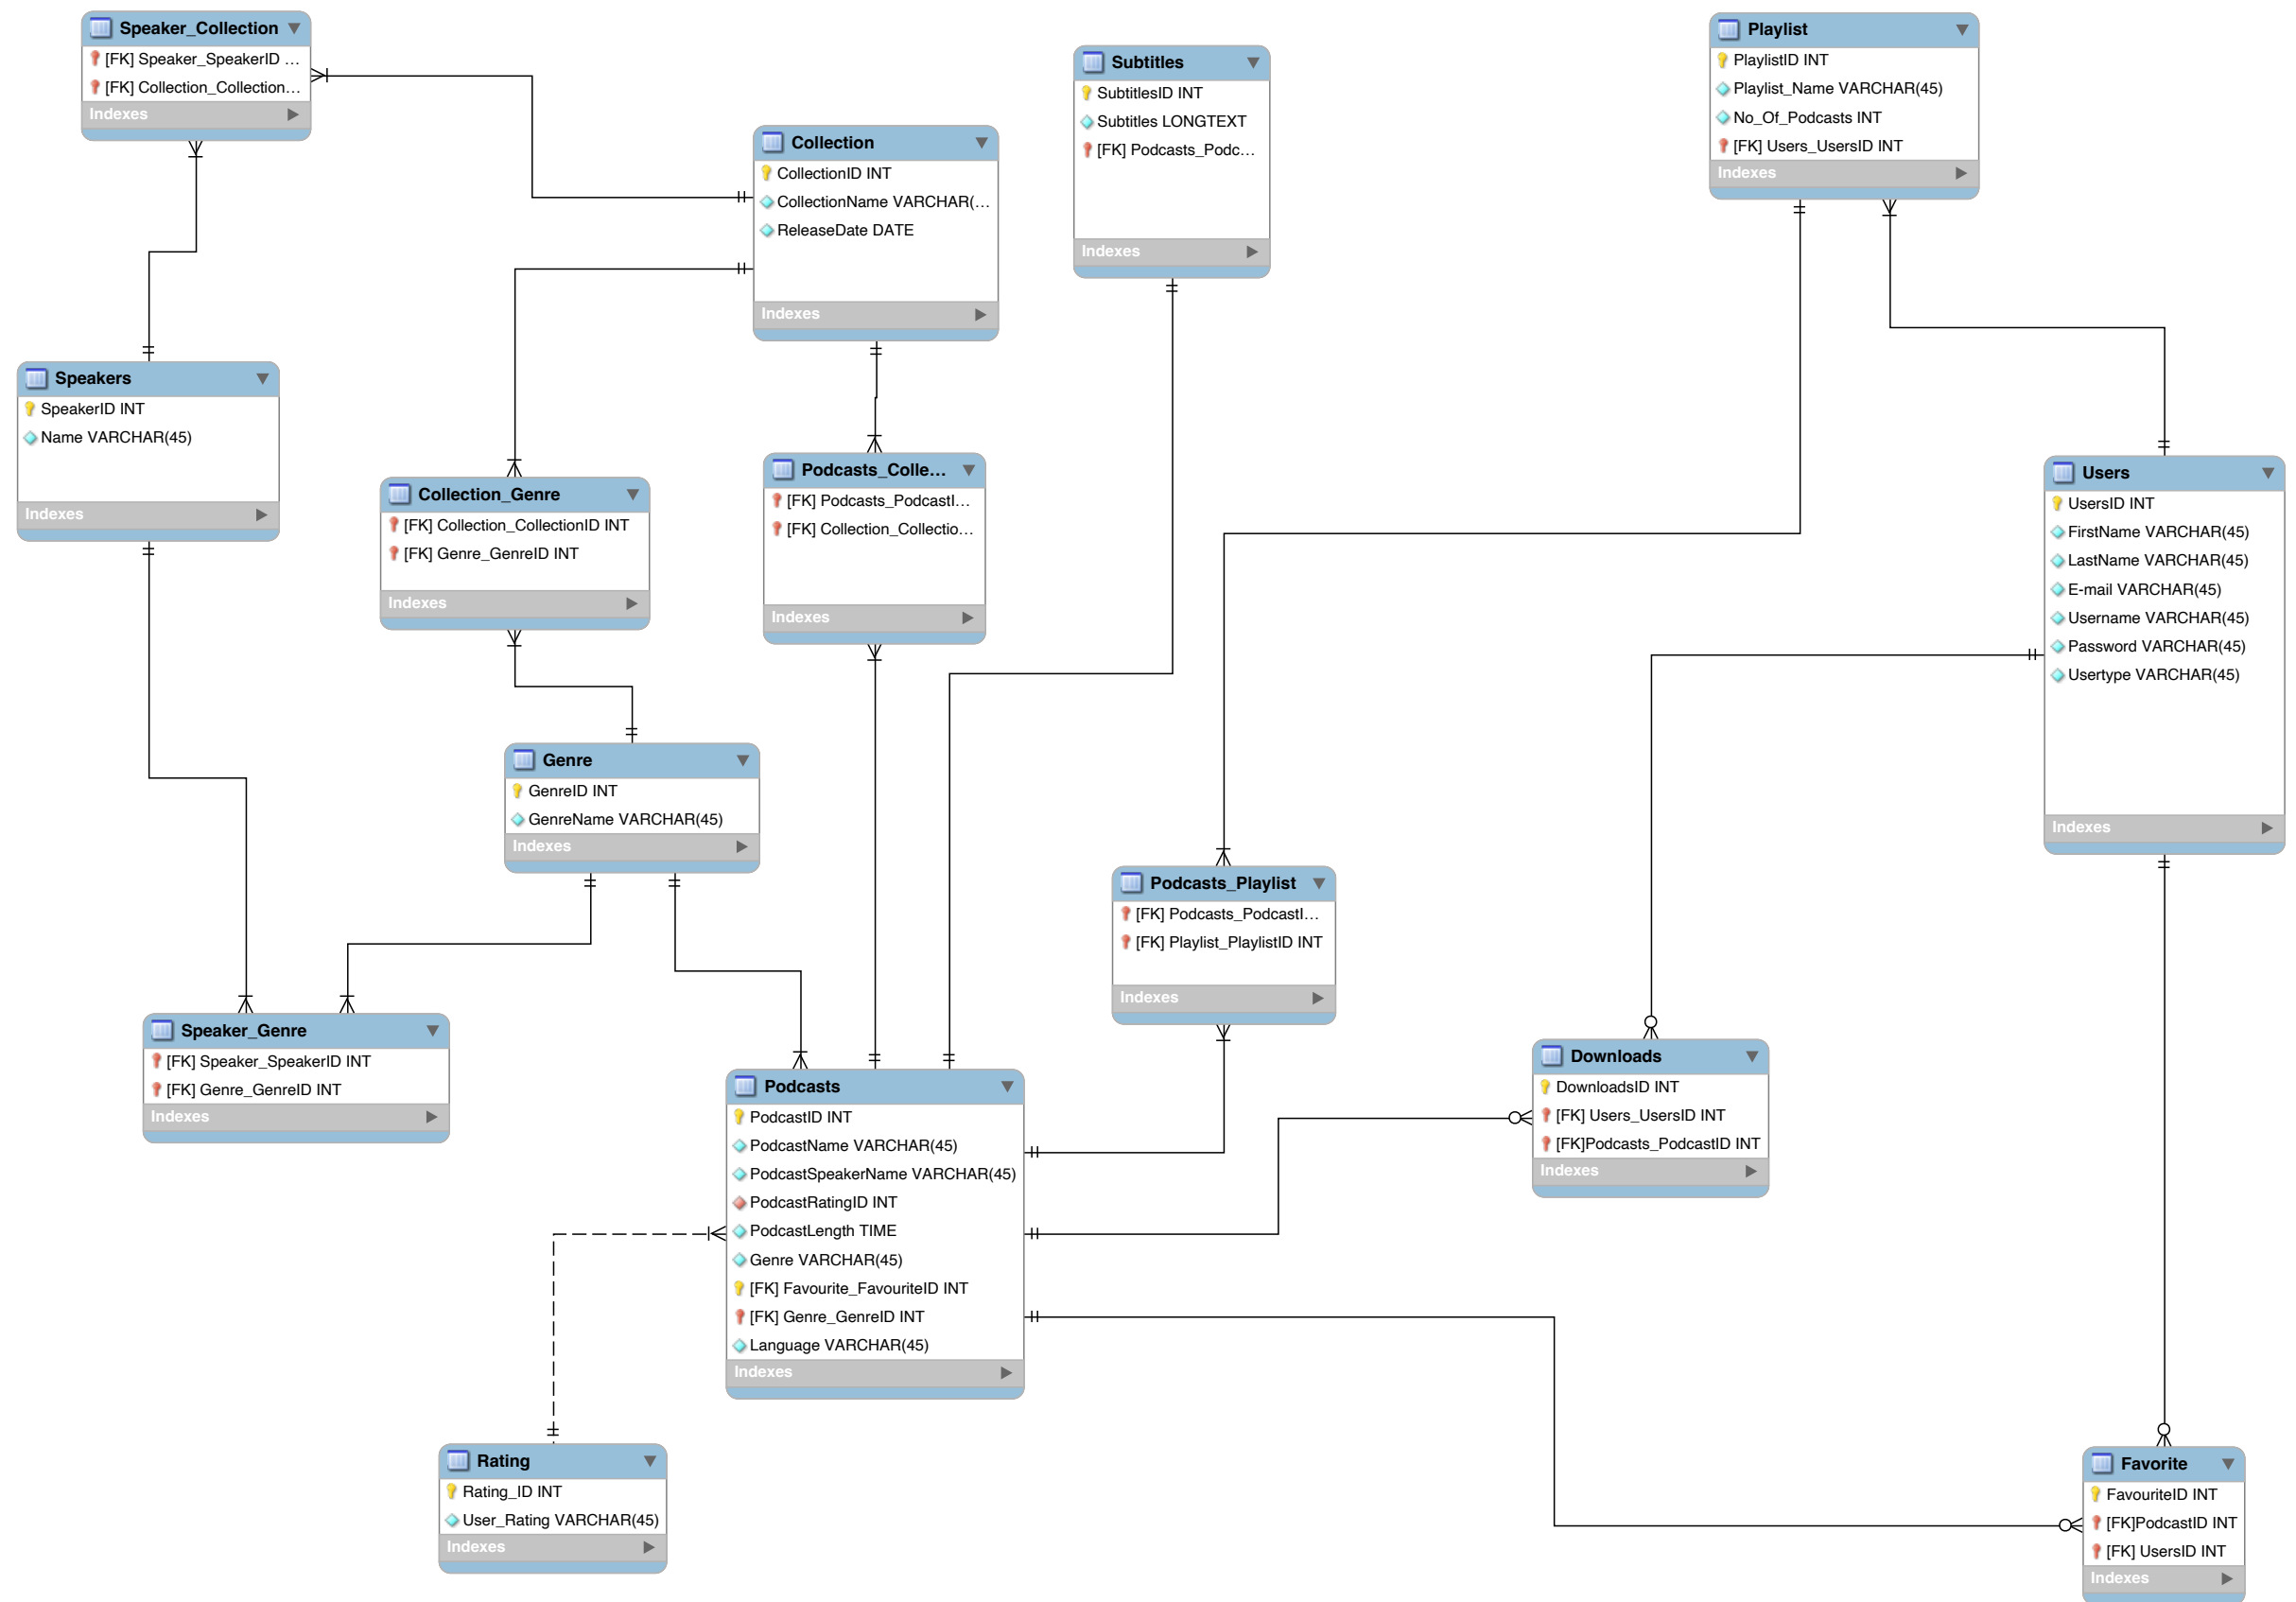 Speaker_Collection
[FK] Speaker_SpeakerID ...
[FK] Collection_Collection...
Indexes
Collection
CollectionID INT
CollectionName VARCHAR(...
ReleaseDate DATE
Indexes
Subtitles
SubtitlesID INT
Subtitles LONGTEXT
[FK] Podcasts_Podc...
Indexes
Playlist
PlaylistID INT
Playlist_Name VARCHAR(45)
No_Of_Podcasts INT
[FK] Users_UsersID INT
Indexes
Speakers
SpeakerID INT
Name VARCHAR(45)
Indexes
Collection_Genre
[FK] Collection_CollectionID INT
[FK] Genre_GenreID INT
Indexes
Podcasts_Colle...
[FK] Podcasts_PodcastI...
[FK] Collection_Collectio...
Indexes
Users
UsersID INT
FirstName VARCHAR(45)
LastName VARCHAR(45)
E-mail VARCHAR(45)
Username VARCHAR(45)
Password VARCHAR(45)
Usertype VARCHAR(45)
Indexes
Genre
GenreID INT
GenreName VARCHAR(45)
Indexes
Podcasts_Playlist
[FK] Podcasts_PodcastI...
[FK] Playlist_PlaylistID INT
Indexes
Speaker_Genre
[FK] Speaker_SpeakerID INT
[FK] Genre_GenreID INT
Indexes
Podcasts
PodcastID INT
PodcastName VARCHAR(45)
PodcastSpeakerName VARCHAR(45)
PodcastRatingID INT
PodcastLength TIME
Genre VARCHAR(45)
[FK] Favourite_FavouriteID INT
[FK] Genre_GenreID INT
Language VARCHAR(45)
Indexes
Downloads
DownloadsID INT
[FK] Users_UsersID INT
[FK]Podcasts_PodcastID INT
Indexes
Rating
Rating_ID INT
User_Rating VARCHAR(45)
Indexes
Favorite
FavouriteID INT
[FK]PodcastID INT
[FK] UsersID INT
Indexes